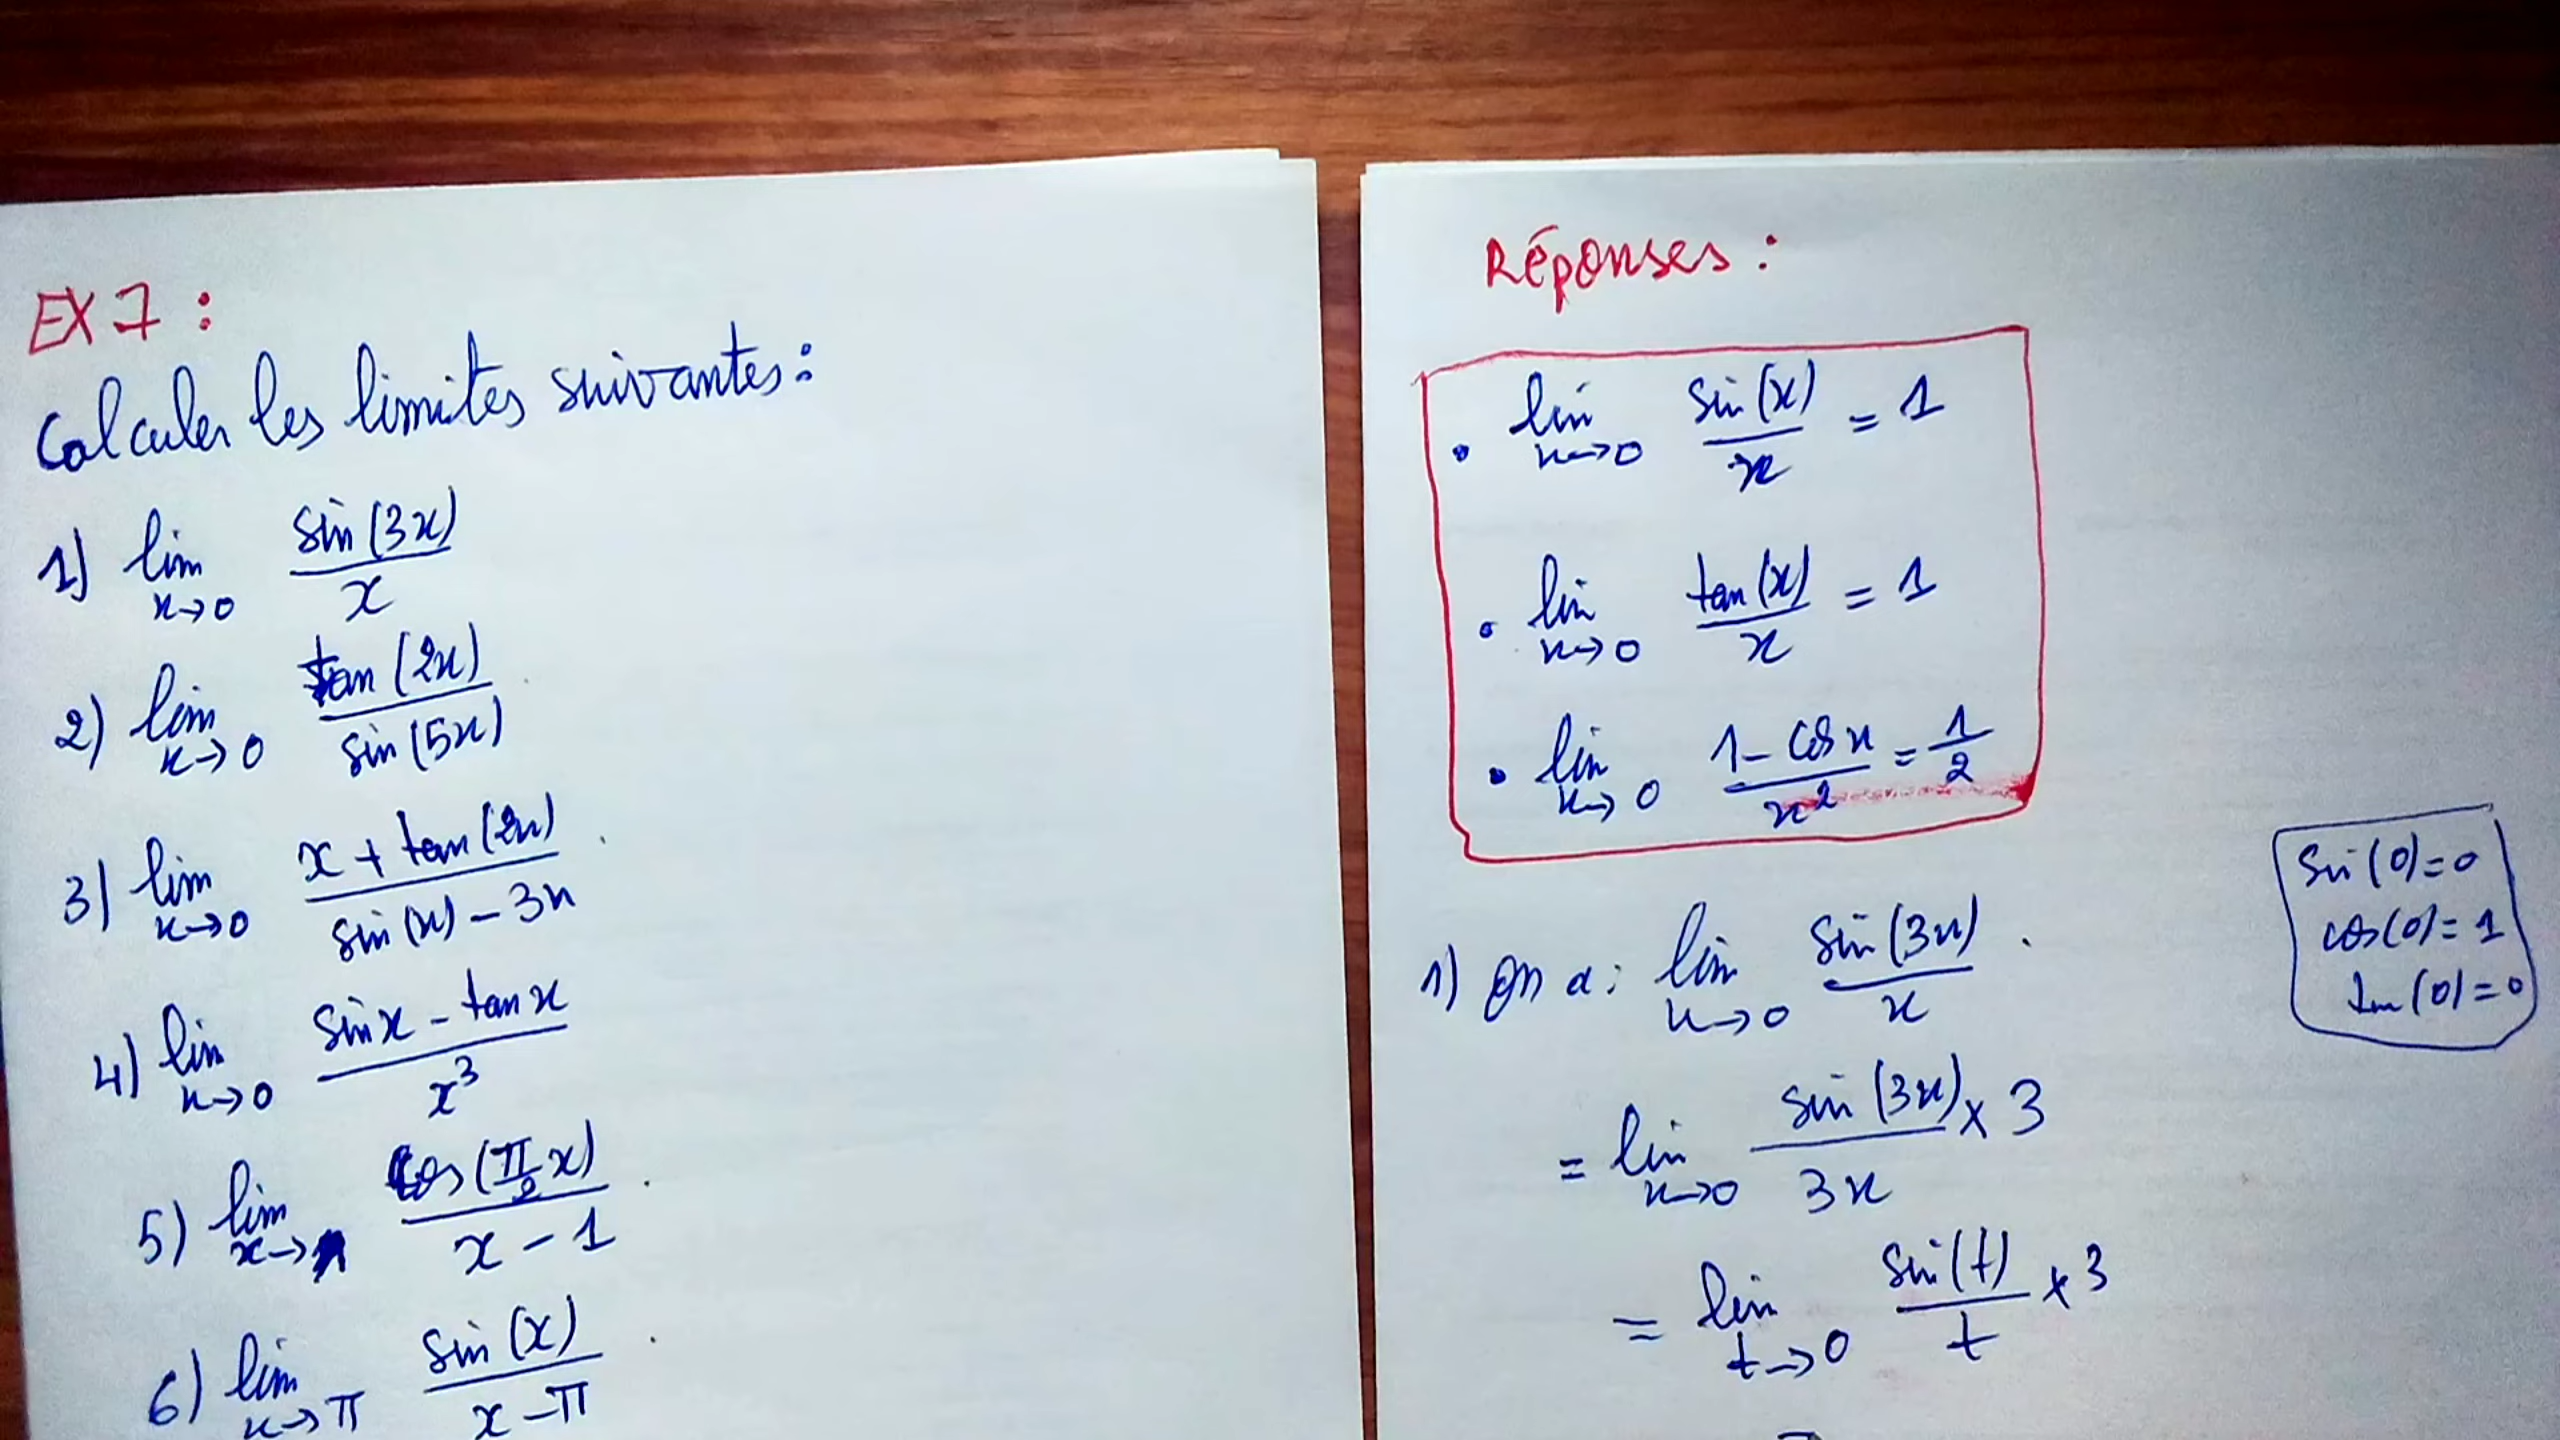 EX 7 :
Calculer les limites suivantes :
1) lim x→0 sin(3x)/x
2) lim x→0 tan(2x)/sin(5x)
3) lim x→0 (x + tan(2x))/(sin(x) - 3x)
4) lim x→0 (sin x - tan x)/x³
5) lim x→ cos(π/2 x)/(x - 1)
6) lim x→π sin(x)/(x - π)
Réponses :
• lim x→0 sin(x)/x = 1
• lim x→0 tan(x)/x = 1
• lim x→0 (1 - cos x)/x² = 1/2
sin(0) = 0
cos(0) = 1
tan(0) = 0
1) on a : lim x→0 sin(3x)/x
= lim x→0 sin(3x)/3x × 3
= lim t→0 sin(t)/t × 3